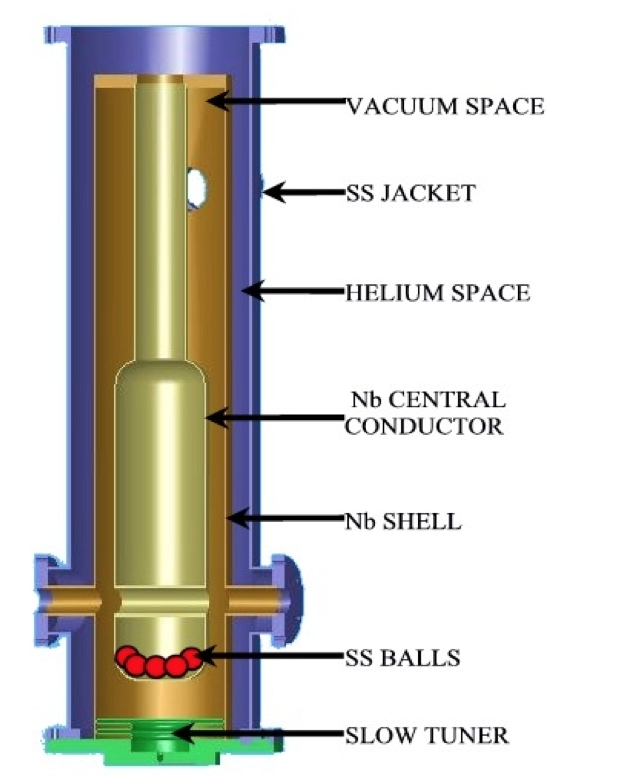 VACUUM SPACE
SS JACKET
HELIUM SPACE
Nb CENTRAL
CONDUCTOR
Nb SHELL
SS BALLS
SLOW TUNER